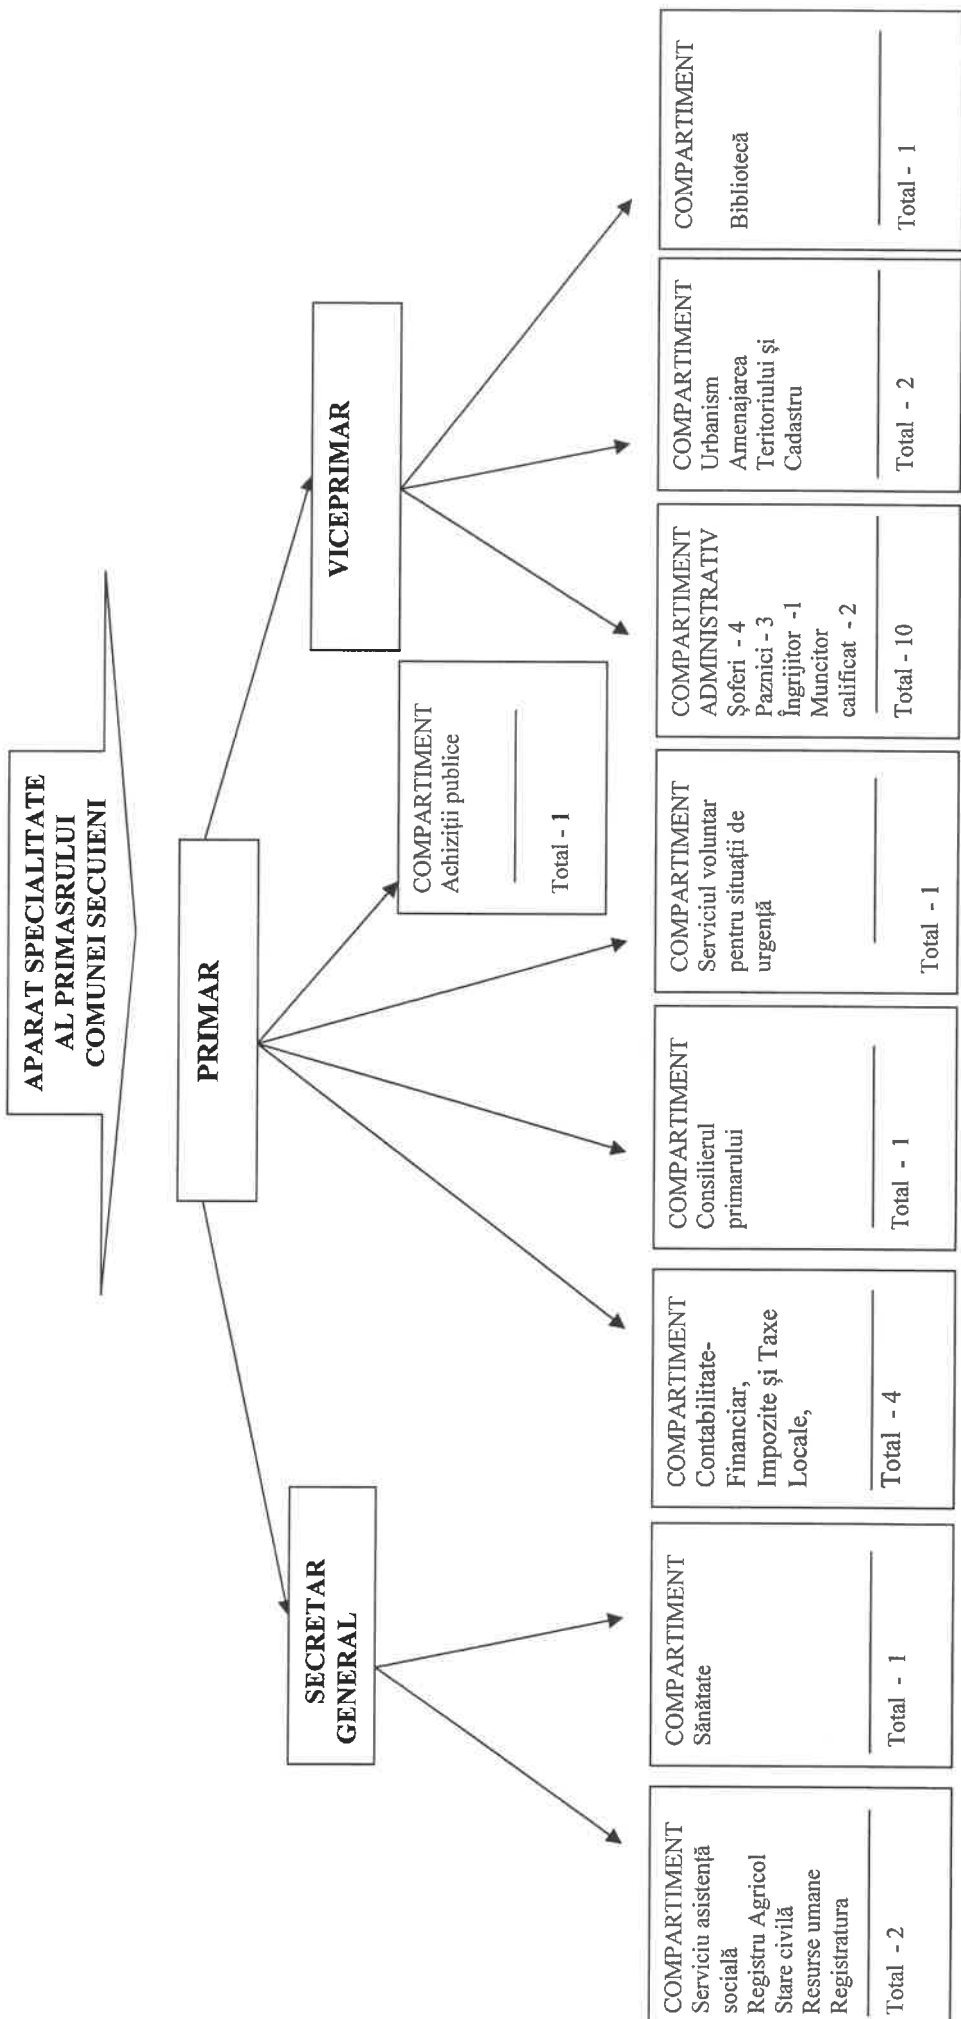 APARAT SPECIALITATE
AL PRIMASRULUI
COMUNEI SECUIENI
PRIMAR
SECRETAR
GENERAL
VICEPRIMAR
COMPARTIMENT
Achiziții publice
Total - 1
COMPARTIMENT
Serviciu asistență
socială
Registru Agricol
Stare civilă
Resurse umane
Registratura
Total - 2
COMPARTIMENT
Sănătate
Total - 1
COMPARTIMENT
Contabilitate-
Financiar,
Impozite și Taxe
Locale,
Total - 4
COMPARTIMENT
Consilierul
primarului
Total - 1
COMPARTIMENT
Serviciul voluntar
pentru situații de
urgență
Total - 1
COMPARTIMENT
ADMINISTRATIV
Șoferi - 4
Paznici - 3
Îngrijitor -1
Muncitor
calificat - 2
Total - 10
COMPARTIMENT
Urbanism
Amenajarea
Teritoriului și
Cadastru
Total - 2
COMPARTIMENT
Bibliotecă
Total - 1